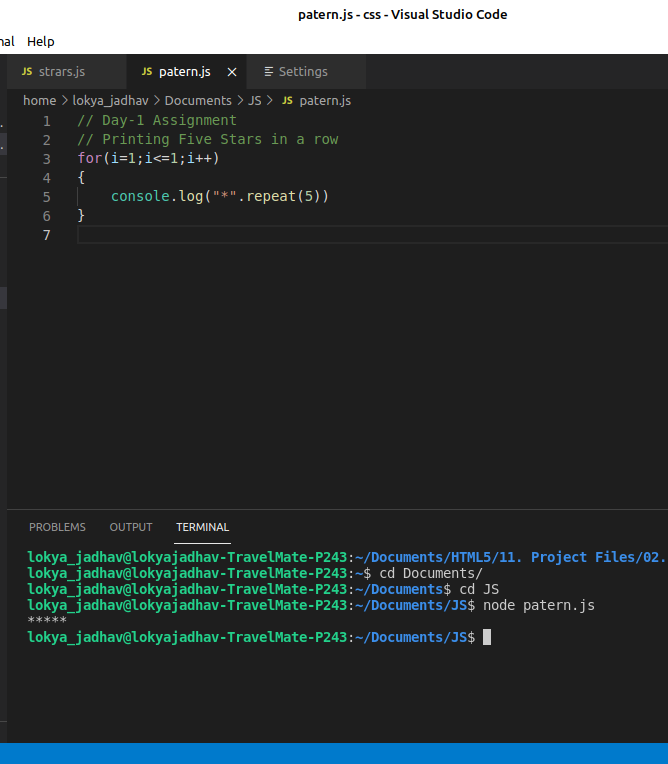 patern.js - css - Visual Studio Code
nal Help
JS strars.js JS patern.js × Settings
home > lokya_jadhav > Documents > JS > JS patern.js
1 // Day-1 Assignment
2 // Printing Five Stars in a row
3 for(i=1;i<=1;i++)
4 {
5 console.log("*".repeat(5))
6 }
7
PROBLEMS OUTPUT TERMINAL
lokya_jadhav@lokyajadhav-TravelMate-P243:~/Documents/HTML5/11. Project Files/02.
lokya_jadhav@lokyajadhav-TravelMate-P243:~$ cd Documents/
lokya_jadhav@lokyajadhav-TravelMate-P243:~/Documents$ cd JS
lokya_jadhav@lokyajadhav-TravelMate-P243:~/Documents/JS$ node patern.js
*****
lokya_jadhav@lokyajadhav-TravelMate-P243:~/Documents/JS$